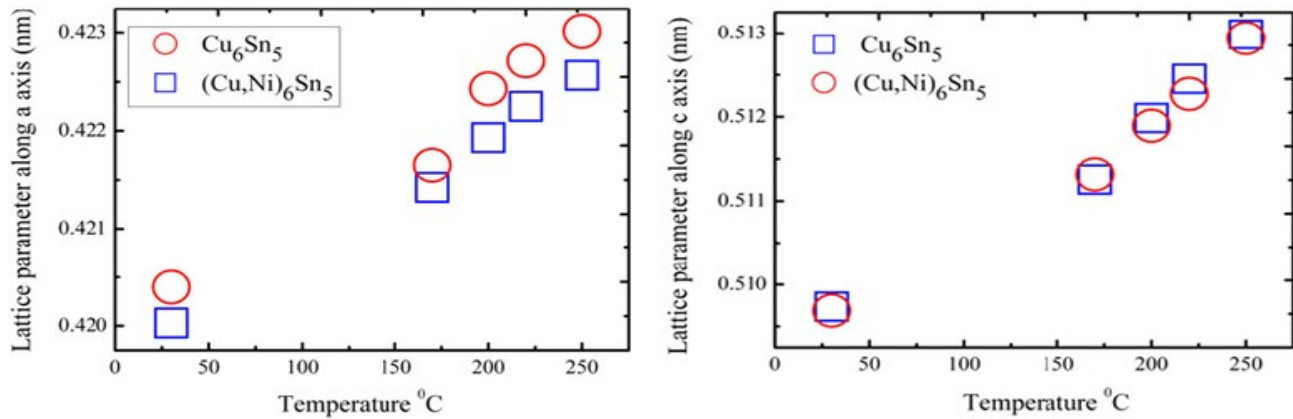 Lattice parameter along a axis (nm)
0.423
0.422
0.421
0.420
Cu6Sn5
(Cu,Ni)6Sn5
0 50 100 150 200 250
Temperature 0C
Lattice parameter along c axis (nm)
0.513
0.512
0.511
0.510
Cu6Sn5
(Cu,Ni)6Sn5
0 50 100 150 200 250
Temperature 0C